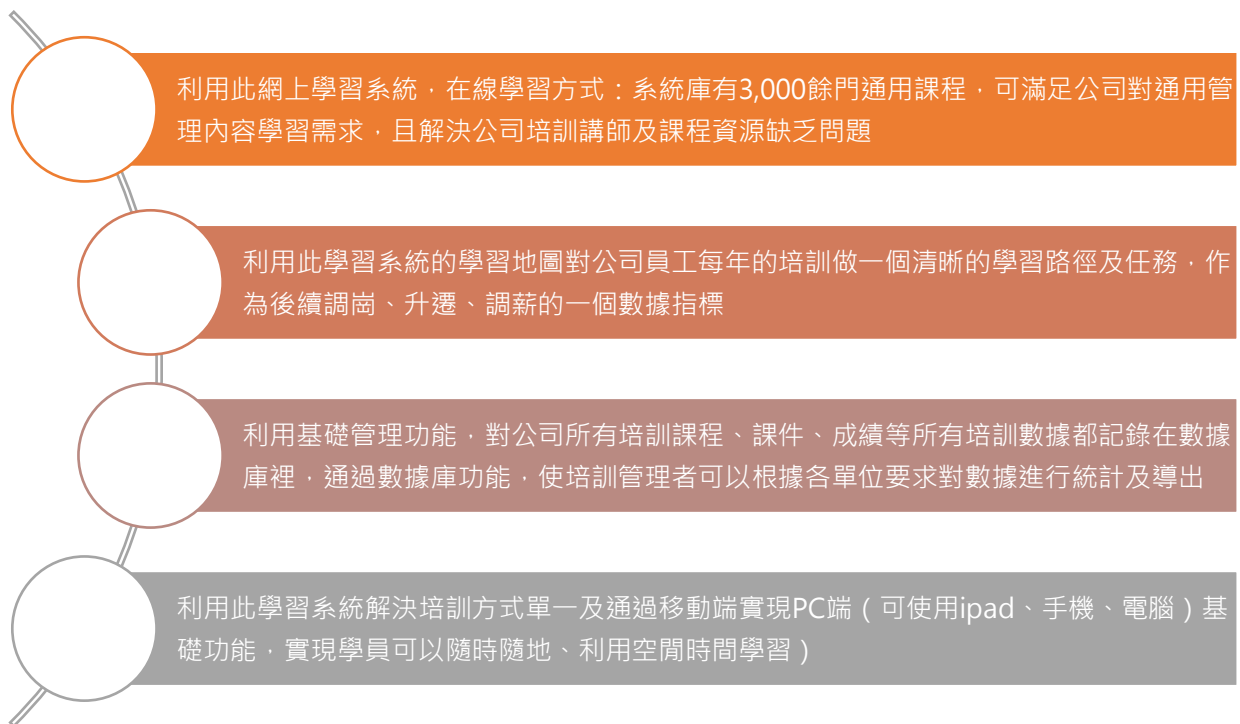 利用此網上學習系統，在線學習方式：系統庫有3,000餘門通用課程，可滿足公司對通用管
理內容學習需求，且解決公司培訓講師及課程資源缺乏問題
利用此學習系統的學習地圖對公司員工每年的培訓做一個清晰的學習路徑及任務，作
為後續調崗、升遷、調薪的一個數據指標
利用基礎管理功能，對公司所有培訓課程、課件、成績等所有培訓數據都記錄在數據
庫裡，通過數據庫功能，使培訓管理者可以根據各單位要求對數據進行統計及導出
利用此學習系統解決培訓方式單一及通過移動端實現PC端（可使用ipad、手機、電腦）基
礎功能，實現學員可以隨時隨地、利用空閒時間學習）